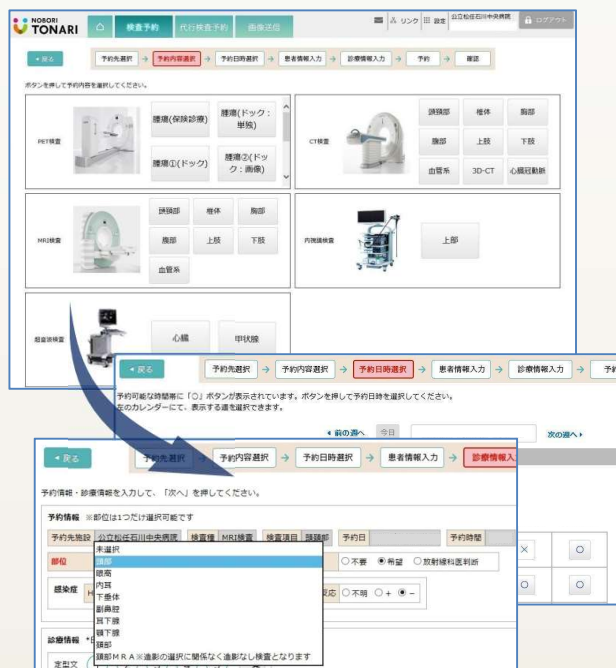 NOBORI
TONARI
検査予約
代行検査予約
画像送信
リンク
設定
公立松任石川中央病院
ログアウト
戻る
予約先選択 → 予約内容選択 → 予約日時選択 → 患者情報入力 → 診療情報入力 → 予約 → 確認
ボタンを押して予約内容を選択してください。
PET検査
腫瘍(保険診療)
腫瘍(ドック：単独)
腫瘍①(ドック)
腫瘍②(ドック：画像)
CT検査
頭頸部 椎体 胸部
腹部 上肢 下肢
血管系 3D-CT 心臓冠動脈
MRI検査
頭頸部 椎体 胸部
腹部 上肢 下肢
血管系
内視鏡検査
上部
超音波検査
心臓
甲状腺
戻る
予約先選択 → 予約内容選択 → 予約日時選択 → 患者情報入力 → 診療情報入力 → 予
予約可能な時間帯に「〇」ボタンが表示されています。ボタンを押して予約日時を選択してください。
左のカレンダーにて、表示する週を選択できます。
前の週へ 今日 次の週へ
× ○
○ ○
戻る
予約先選択 → 予約内容選択 → 予約日時選択 → 患者情報入力 → 診療情報入
予約情報・診療情報を入力して、「次へ」を押してください。
予約情報 ※部位は1つだけ選択可能です
予約先施設 公立松任石川中央病院 検査種 MRI検査 検査項目 頭頸部 予約日 予約時間
部位
未選択
頭部
眼窩
内耳
下垂体
副鼻腔
耳下腺
顎下腺
頚部
頭部MRA※造影の選択に関係なく造影なし検査となります
○不要 ●希望 ○放射線科医判断
感染症 H
反応 ○不明 ○+ ●-
診療情報
定型文